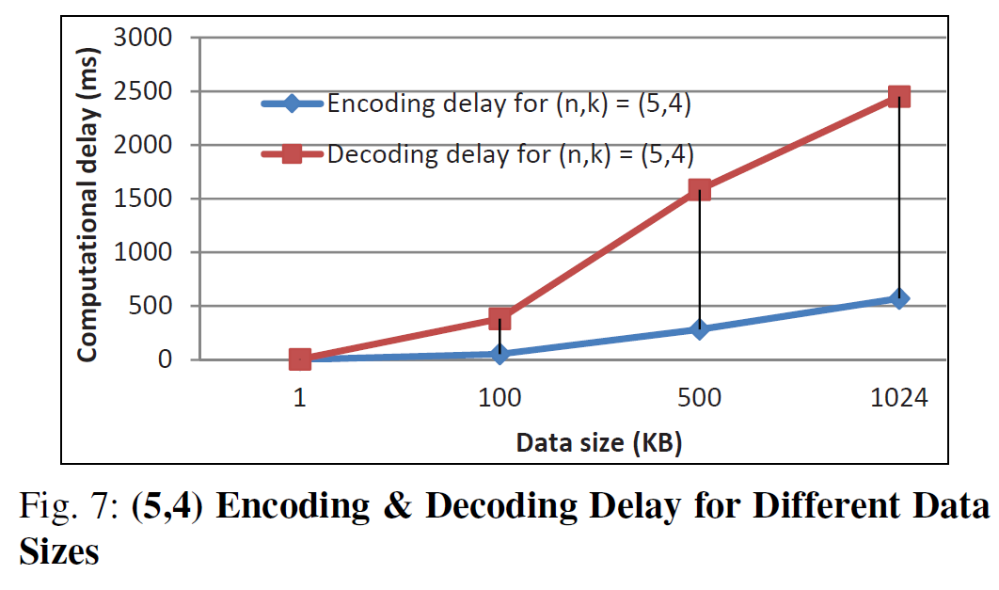 3000
2500
2000
1500
1000
500
0
Computational delay (ms)
Encoding delay for (n,k) = (5,4)
Decoding delay for (n,k) = (5,4)
1 100 500 1024
Data size (KB)
Fig. 7: (5,4) Encoding & Decoding Delay for Different Data
Sizes